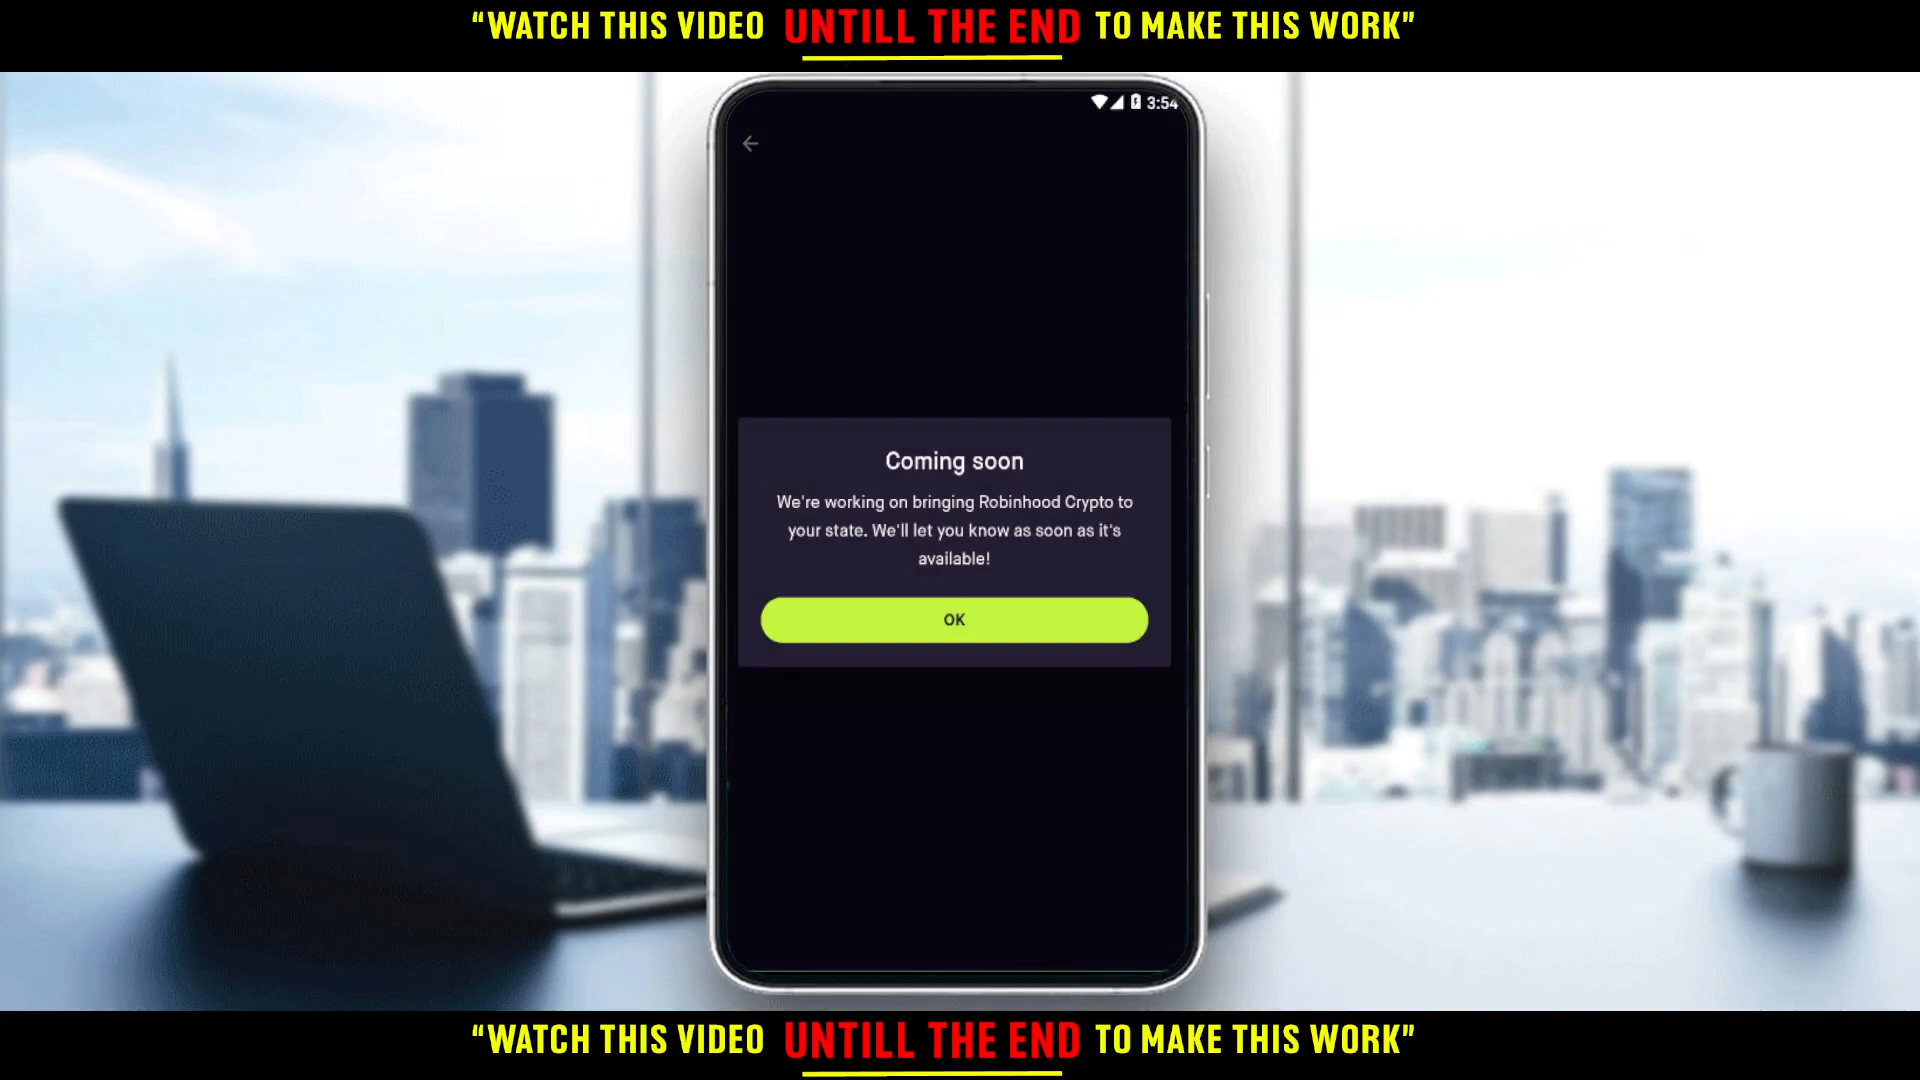 “WATCH THIS VIDEO UNTILL THE END TO MAKE THIS WORK”
3:54
Coming soon
We're working on bringing Robinhood Crypto to
your state. We'll let you know as soon as it's
available!
OK
“WATCH THIS VIDEO UNTILL THE END TO MAKE THIS WORK”